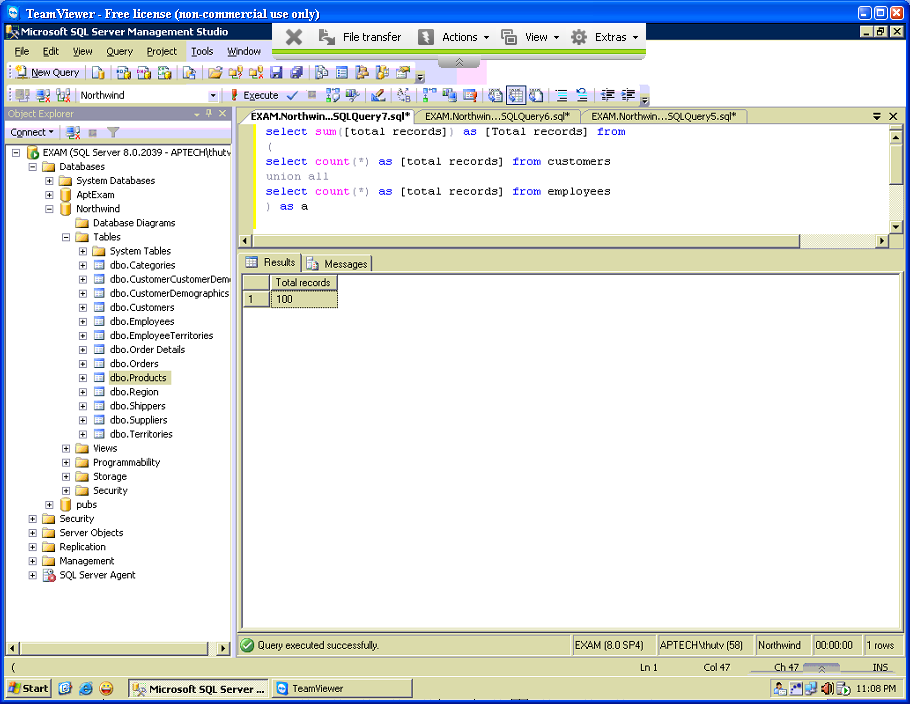 TeamViewer - Free license (non-commercial use only)
Microsoft SQL Server Management Studio
File transfer Actions View Extras
File Edit View Query Project Tools Window
New Query
Northwind Execute
Object Explorer
Connect
EXAM (SQL Server 8.0.2039 - APTECH\thutv
Databases
System Databases
AptExam
Northwind
Database Diagrams
Tables
System Tables
dbo.Categories
dbo.CustomerCustomerDem
dbo.CustomerDemographics
dbo.Customers
dbo.Employees
dbo.EmployeeTerritories
dbo.Order Details
dbo.Orders
dbo.Products
dbo.Region
dbo.Shippers
dbo.Suppliers
dbo.Territories
Views
Programmability
Storage
Security
pubs
Security
Server Objects
Replication
Management
SQL Server Agent
EXAM.Northwin...SQLQuery7.sql* EXAM.Northwin...SQLQuery6.sql* EXAM.Northwin...SQLQuery5.sql*
select sum([total records]) as [Total records] from
(
select count(*) as [total records] from customers
union all
select count(*) as [total records] from employees
) as a
Results Messages
Total records
1 100
Query executed successfully. EXAM (8.0 SP4) APTECH\thutv (58) Northwind 00:00:00 1 rows
( Ln 1 Col 47 Ch 47 INS
Start Microsoft SQL Server ... TeamViewer 11:08 PM